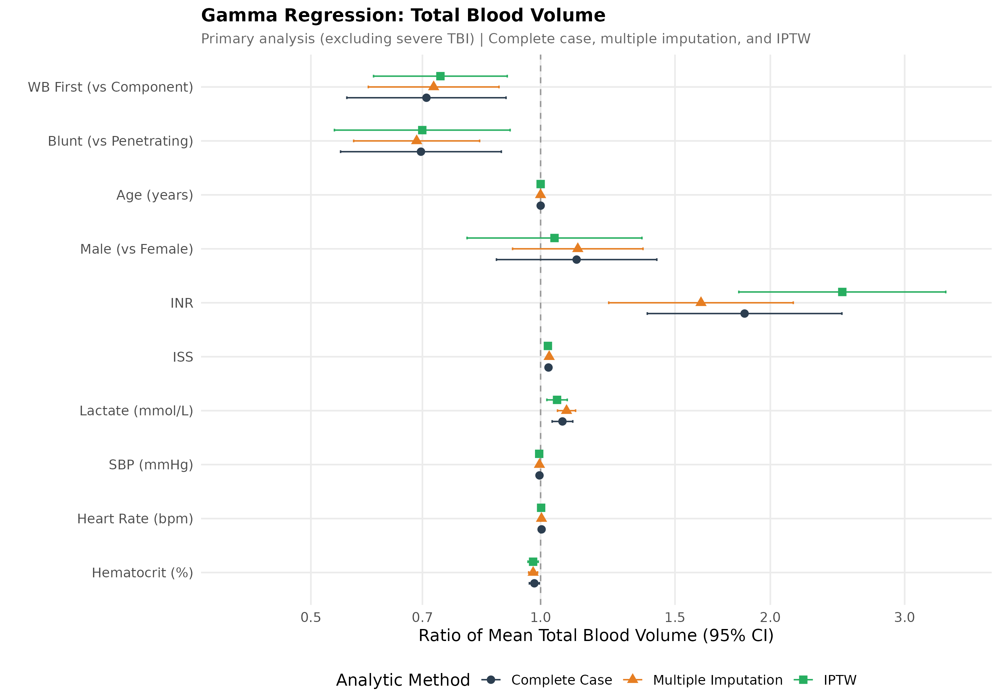 Gamma Regression: Total Blood Volume
Primary analysis (excluding severe TBI) | Complete case, multiple imputation, and IPTW
WB First (vs Component)
Blunt (vs Penetrating)
Age (years)
Male (vs Female)
INR
ISS
Lactate (mmol/L)
SBP (mmHg)
Heart Rate (bpm)
Hematocrit (%)
0.5 0.7 1.0 1.5 2.0 3.0
Ratio of Mean Total Blood Volume (95% CI)
Analytic Method Complete Case Multiple Imputation IPTW